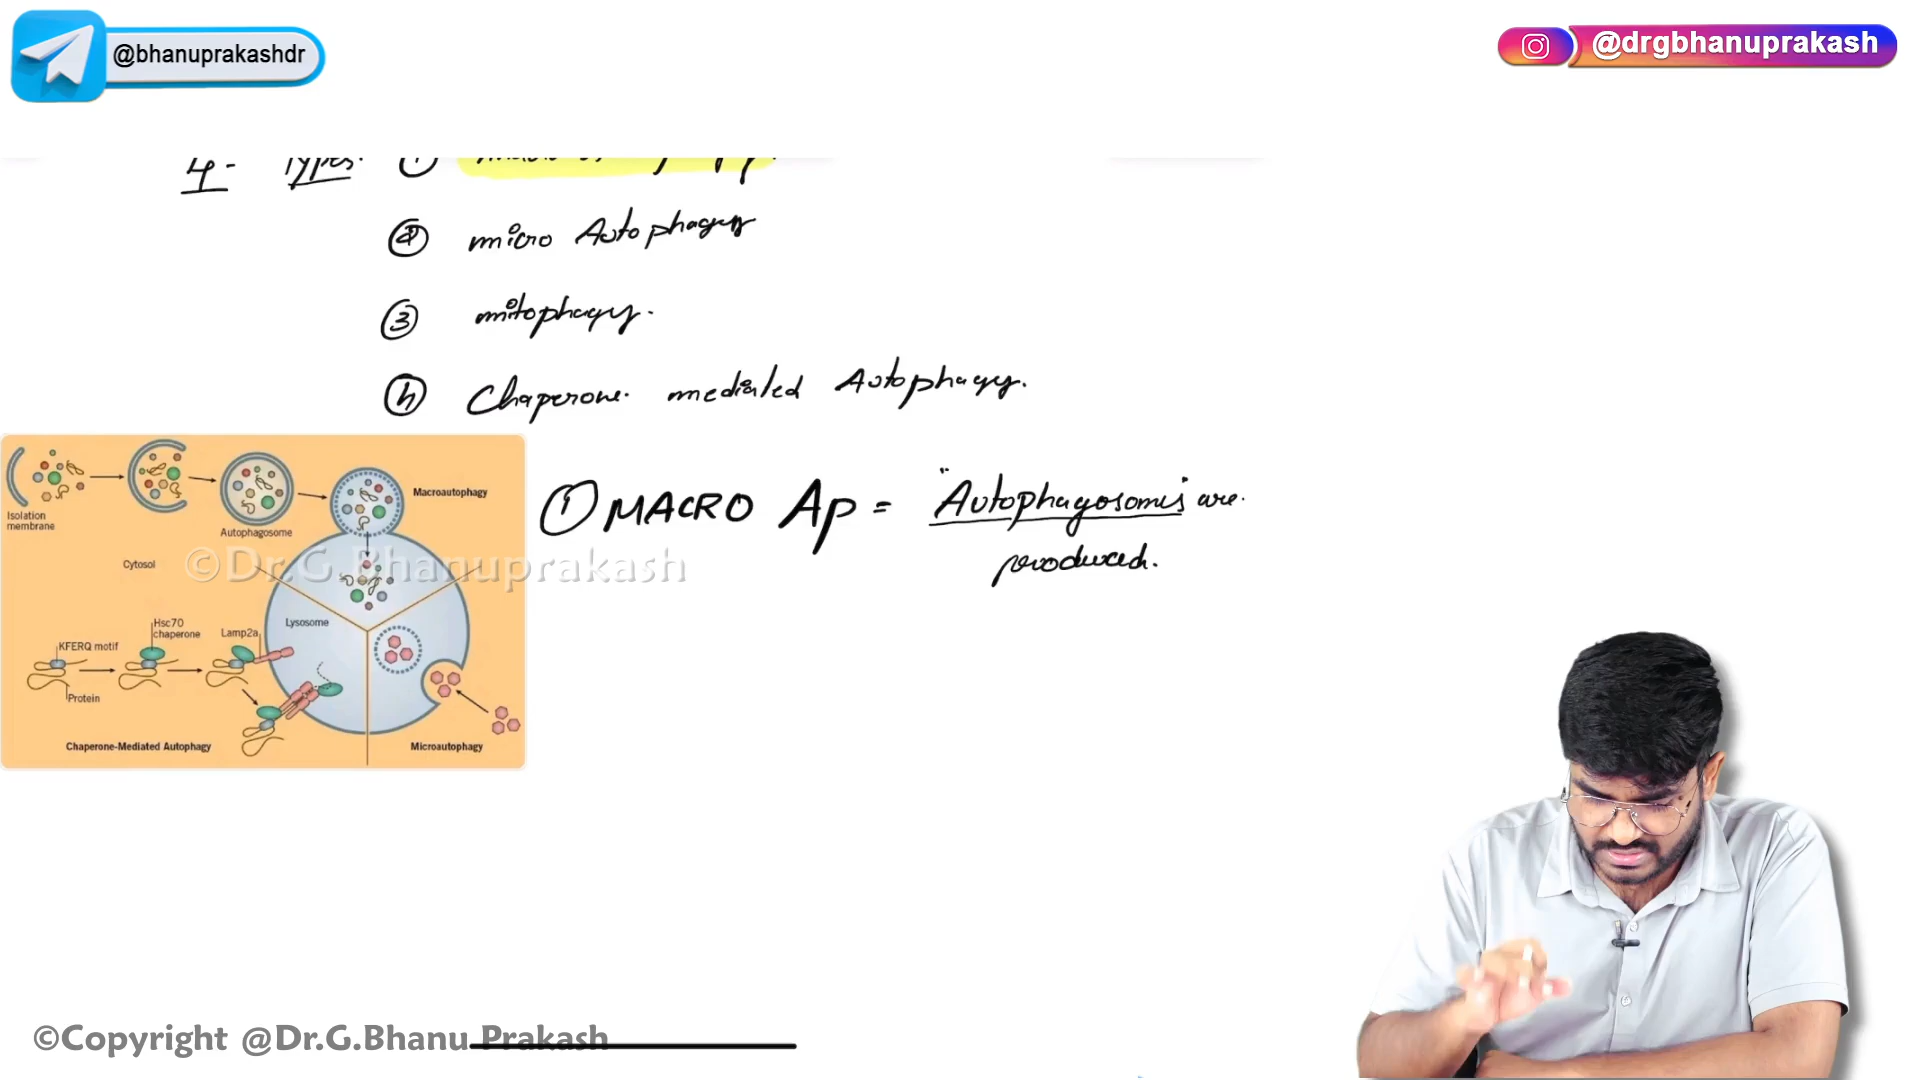 @bhanuprakashdr
@drgbhanuprakash
4 - Types. ①
② micro Autophagy
③ mitophagy.
④ Chaperone. mediated Autophagy.
Isolation
membrane
Autophagosome
Macroautophagy
Cytosol
① MACRO Ap = "Autophagosomes" are
produced.
©Dr.G.Bhanuprakash
Lysosome
KFERQ motif
Hsc70
chaperone
Lamp2a
Protein
Chaperone-Mediated Autophagy
Microautophagy
©Copyright @Dr.G.Bhanu Prakash